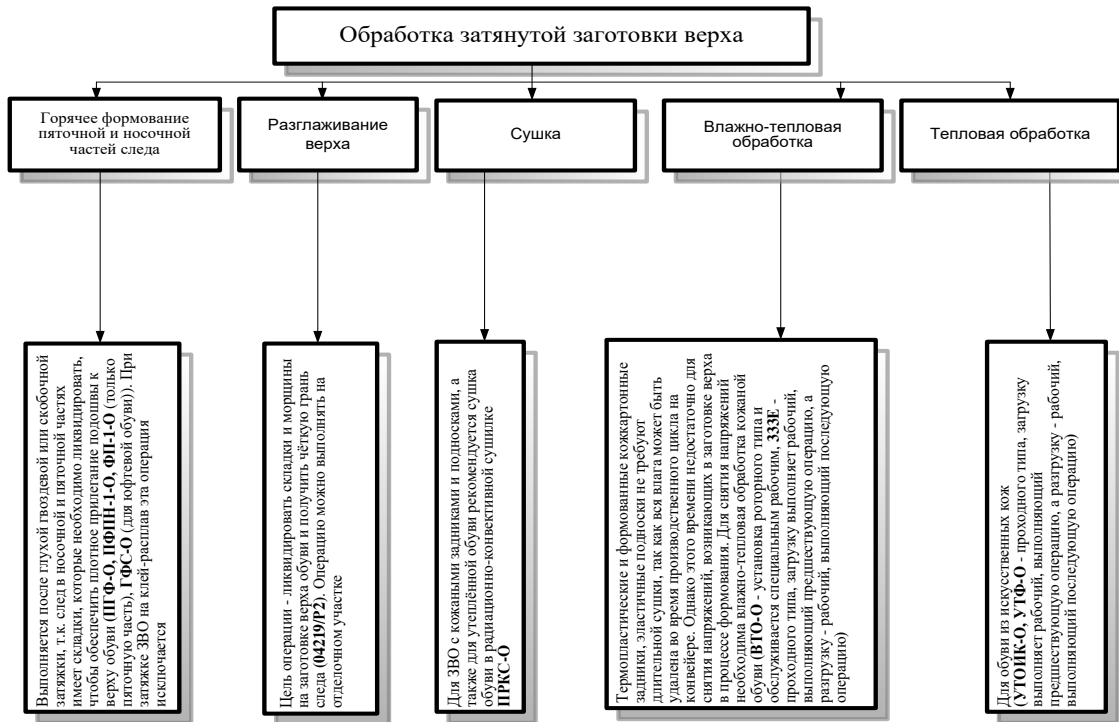 Обработка затянутой заготовки верха
Горячее формование
пяточной и носочной
частей следа
Разглаживание
верха
Сушка
Влажно-тепловая
обработка
Тепловая обработка
Выполняется после глухой гвоздевой или скобочной
затяжки, т.к. след в носочной и пяточной частях
имеет складки, которые необходимо ликвидировать,
чтобы обеспечить плотное прилегание подошвы к
верху обуви (ПГФ-О, ПФПН-1-О, ФП-1-О (только
пяточную часть), ГФС-О (для юфтевой обуви)). При
затяжке ЗВО на клей-расплав эта операция
исключается
Цель операции - ликвидировать складки и морщины
на заготовке верха обуви и получить чёткую грань
следа (04219/Р2). Операцию можно выполнять на
отделочном участке
Для ЗВО с кожаными задниками и подносками, а
также для утеплённой обуви рекомендуется сушка
обуви в радиационно-конвективной сушилке
ПРКС-О
Термопластические и формованные кожкартонные
задники, эластичные подноски не требуют
длительной сушки, так как вся влага может быть
удалена во время производственного цикла на
конвейере. Однако этого времени недостаточно для
снятия напряжений, возникающих в заготовке верха
в процессе формования. Для снятия напряжений
необходима влажно-тепловая обработка кожаной
обуви (ВТО-О - установка роторного типа и
обслуживается специальным рабочим, 333Е -
проходного типа, загрузку выполняет рабочий,
выполняющий предшествующую операцию, а
разгрузку - рабочий, выполняющий последующую
операцию)
Для обуви из искусственных кож
(УТОИК-О, УТФ-О - проходного типа, загрузку
выполняет рабочий, выполняющий
предшествующую операцию, а разгрузку - рабочий,
выполняющий последующую операцию)